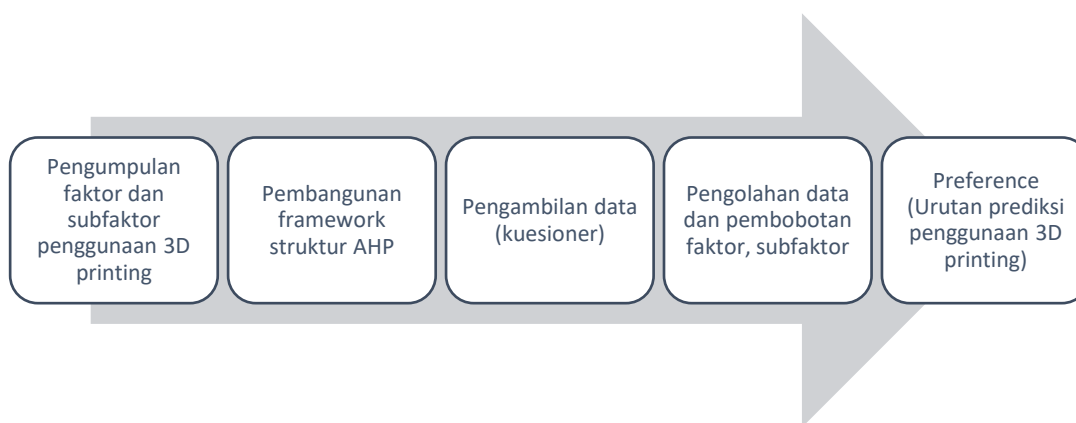 Pengumpulan
faktor dan
subfaktor
penggunaan 3D
printing
Pembangunan
framework
struktur AHP
Pengambilan data
(kuesioner)
Pengolahan data
dan pembobotan
faktor, subfaktor
Preference
(Urutan prediksi
penggunaan 3D
printing)